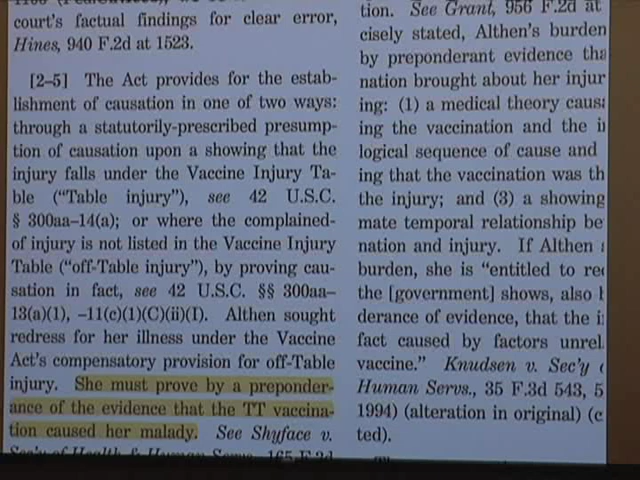 court's factual findings for clear error,
Hines, 940 F.2d at 1523.
[2–5] The Act provides for the estab-
lishment of causation in one of two ways:
through a statutorily-prescribed presump-
tion of causation upon a showing that the
injury falls under the Vaccine Injury Ta-
ble ("Table injury"), see 42 U.S.C.
§ 300aa–14(a); or where the complained-
of injury is not listed in the Vaccine Injury
Table ("off-Table injury"), by proving cau-
sation in fact, see 42 U.S.C. §§ 300aa–
13(a)(1), –11(c)(1)(C)(ii)(I). Althen sought
redress for her illness under the Vaccine
Act's compensatory provision for off-Table
injury. She must prove by a preponder-
ance of the evidence that the TT vaccina-
tion caused her malady. See Shyface v.
Sec'y of Health & Human Servs., 165 F.3d
tion. See Grant, 956 F.2d at
cisely stated, Althen's burden
by preponderant evidence
nation brought about her
ing: (1) a medical theory
ing the vaccination and the
logical sequence of cause and
ing that the vaccination was
the injury; and (3) a showing
mate temporal relationship
nation and injury. If Althen
burden, she is "entitled to
the [government] shows, also
derance of evidence, that the
fact caused by factors
vaccine." Knudsen v. Sec'y
Human Servs., 35 F.3d 543,
1994) (alteration in original)
ted).